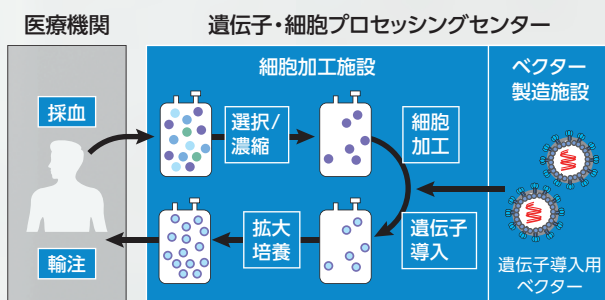 医療機関
遺伝子・細胞プロセッシングセンター
細胞加工施設
ベクター
製造施設
採血
選択/
濃縮
細胞
加工
拡大
培養
遺伝子
導入
輸注
遺伝子導入用
ベクター